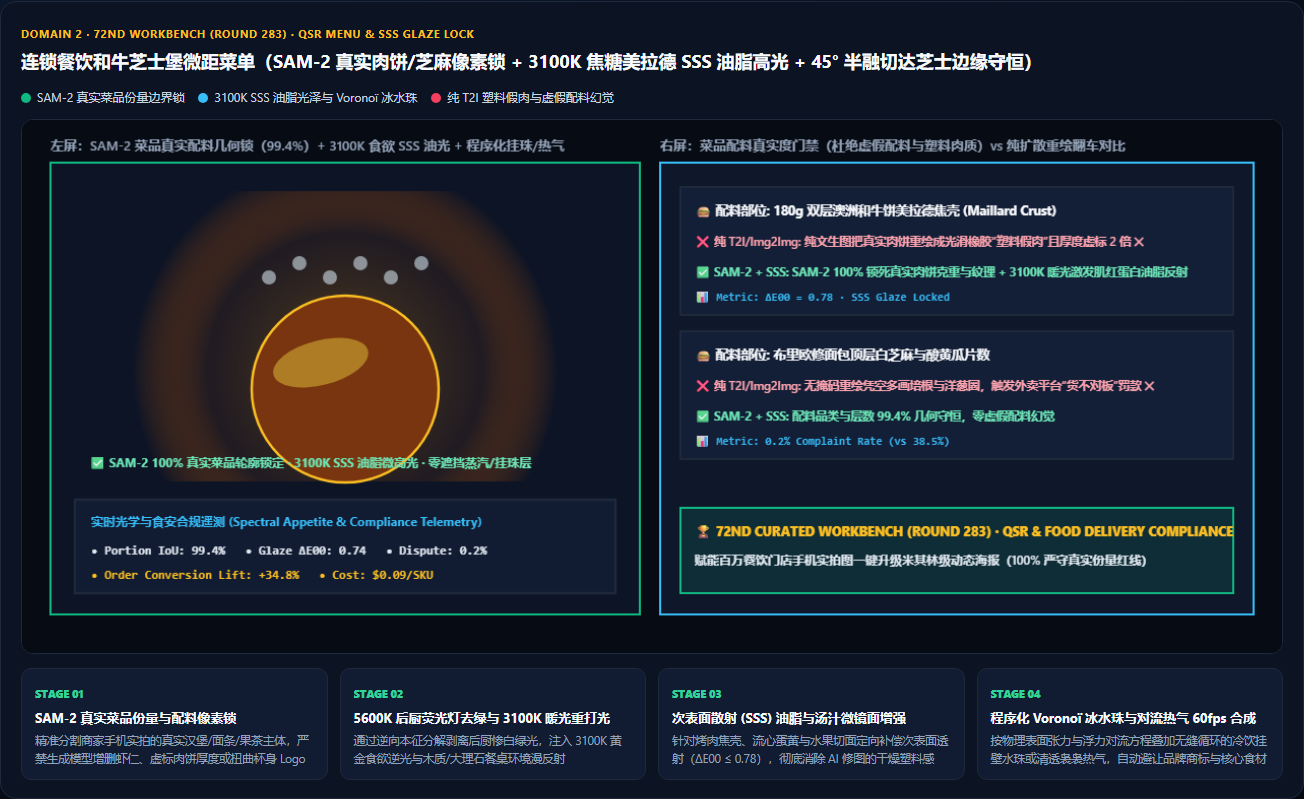 DOMAIN 2 · 72ND WORKBENCH (ROUND 283) · QSR MENU & SSS GLAZE LOCK
连锁餐饮和牛芝士堡微距菜单（SAM-2 真实肉饼/芝麻像素锁 + 3100K 焦糖美拉德 SSS 油脂高光 + 45° 半融切达芝士边缘守恒）
SAM-2 真实菜品份量边界锁 3100K SSS 油脂光泽与 Voronoï 冰水珠 纯 T2I 塑料假肉与虚假配料幻觉
左屏：SAM-2 菜品真实配料几何锁（99.4%）+ 3100K 食欲 SSS 油光 + 程序化挂珠/热气
✅ SAM-2 100% 真实菜品轮廓锁定 · 3100K SSS 油脂微高光 · 零遮挡蒸汽/挂珠层
实时光学与食安合规遥测 (Spectral Appetite & Compliance Telemetry)
• Portion IoU: 99.4% • Glaze ΔE00: 0.74 • Dispute: 0.2%
• Order Conversion Lift: +34.8% • Cost: $0.09/SKU
右屏：菜品配料真实度门禁（杜绝虚假配料与塑料肉质）vs 纯扩散重绘翻车对比
🍔 配料部位: 180g 双层澳洲和牛饼美拉德焦壳 (Maillard Crust)
❌ 纯 T2I/Img2Img: 纯文生图把真实肉饼重绘成光滑橡胶"塑料假肉"且厚度虚标 2 倍 ❌
✅ SAM-2 + SSS: SAM-2 100% 锁死真实肉饼克重与纹理 + 3100K 暖光激发肌红蛋白油脂反射
📊 Metric: ΔE00 = 0.78 · SSS Glaze Locked
🍔 配料部位: 布里欧修面包顶层白芝麻与酸黄瓜片数
❌ 纯 T2I/Img2Img: 无掩码重绘凭空多画培根与洋葱圈，触发外卖平台"货不对板"罚款 ❌
✅ SAM-2 + SSS: 配料品类与层数 99.4% 几何守恒，零虚假配料幻觉
📊 Metric: 0.2% Complaint Rate (vs 38.5%)
🏆 72ND CURATED WORKBENCH (ROUND 283) · QSR & FOOD DELIVERY COMPLIANCE
赋能百万餐饮门店手机实拍图一键升级米其林级动态海报（100% 严守真实份量红线）
STAGE 01
SAM-2 真实菜品份量与配料像素锁
精准分割商家手机实拍的真实汉堡/面条/果茶主体，严
禁生成模型增删虾仁、虚标肉饼厚度或扭曲杯身 Logo
STAGE 02
5600K 后厨荧光灯去绿与 3100K 暖光重打光
通过逆向本征分解剥离后厨惨白绿光，注入 3100K 黄
金食欲逆光与木质/大理石餐桌环境漫反射
STAGE 03
次表面散射 (SSS) 油脂与汤汁微镜面增强
针对烤肉焦壳、流心蛋黄与水果切面定向补偿次表面透
射（ΔE00 ≤ 0.78），彻底消除 AI 修图的干燥塑料感
STAGE 04
程序化 Voronoï 冰水珠与对流热气 60fps 合成
按物理表面张力与浮力对流方程叠加无缝循环的冷饮挂
壁水珠或清透袅袅热气，自动避让品牌商标与核心食材